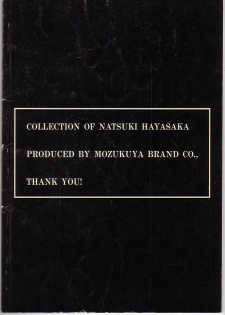 COLLECTION OF NATSUKI HAYASAKA
PRODUCED BY MOZUKUYA BRAND CO.,
THANK YOU!